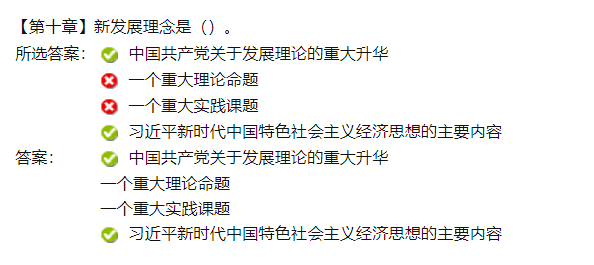 【第十章】新发展理念是（）。
所选答案： 中国共产党关于发展理论的重大升华
一个重大理论命题
一个重大实践课题
习近平新时代中国特色社会主义经济思想的主要内容
答案： 中国共产党关于发展理论的重大升华
一个重大理论命题
一个重大实践课题
习近平新时代中国特色社会主义经济思想的主要内容